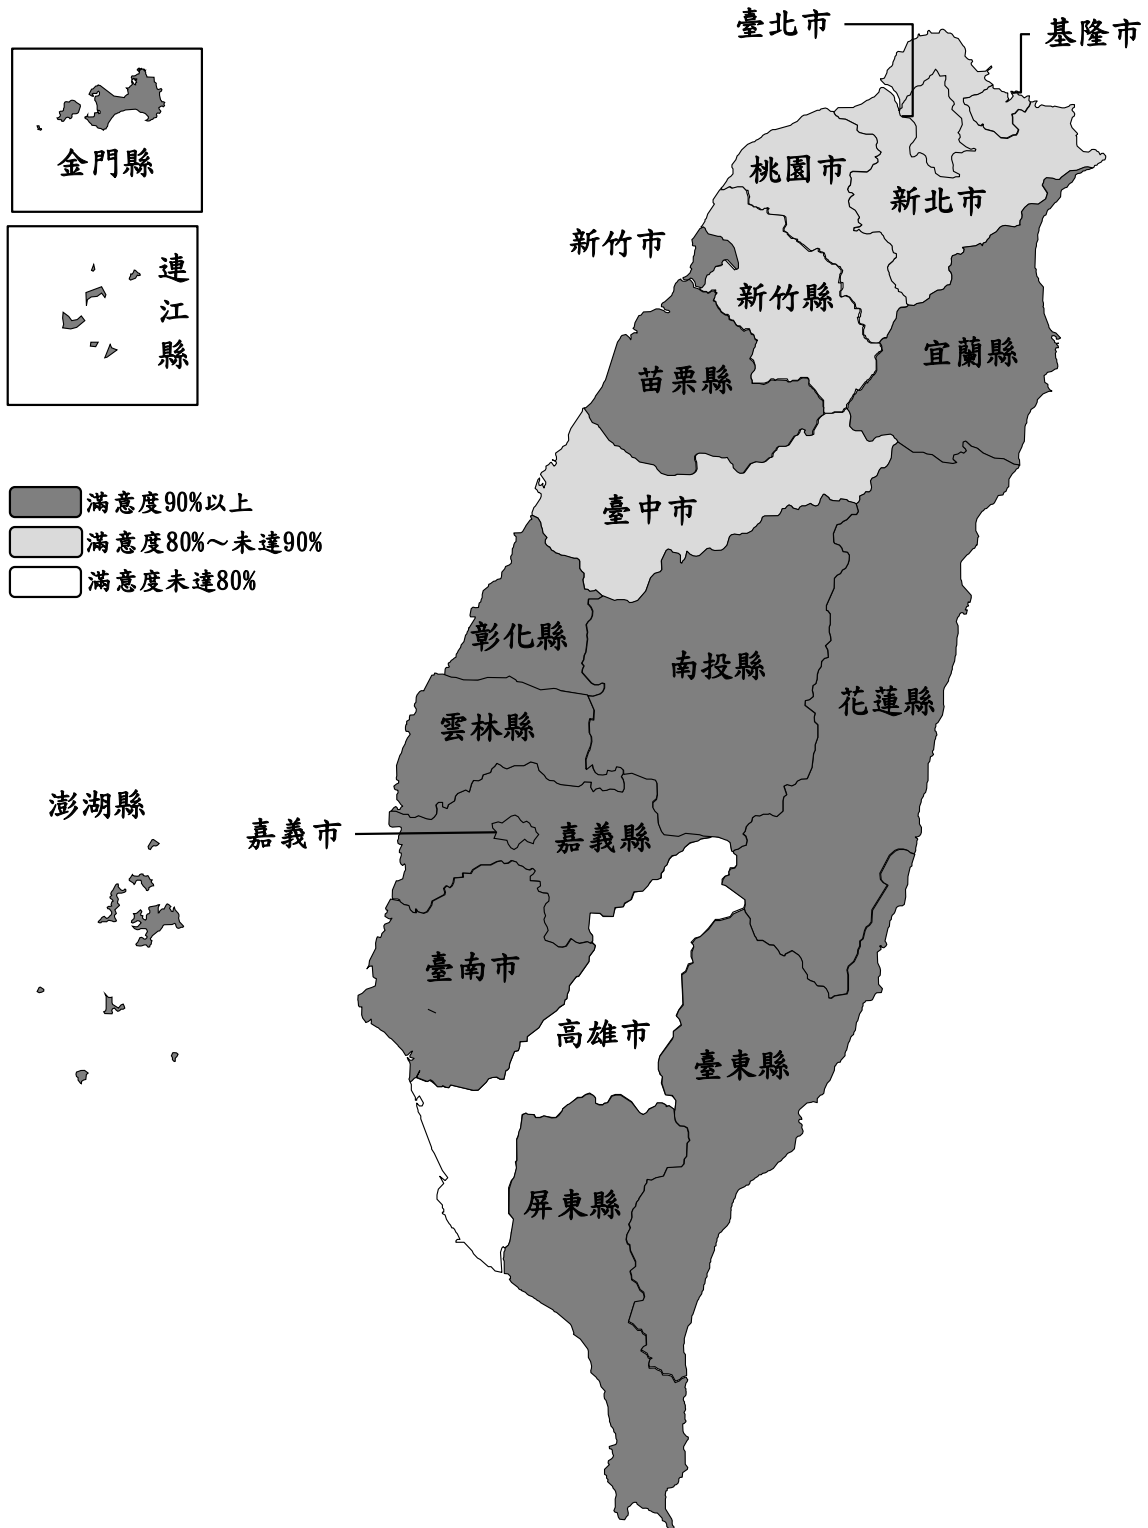 臺北市
基隆市
金門縣
桃園市
新北市
新竹市
連江縣
新竹縣
宜蘭縣
苗栗縣
滿意度90%以上
臺中市
滿意度80%～未達90%
滿意度未達80%
彰化縣
南投縣
花蓮縣
雲林縣
澎湖縣
嘉義市
嘉義縣
臺南市
高雄市
臺東縣
屏東縣